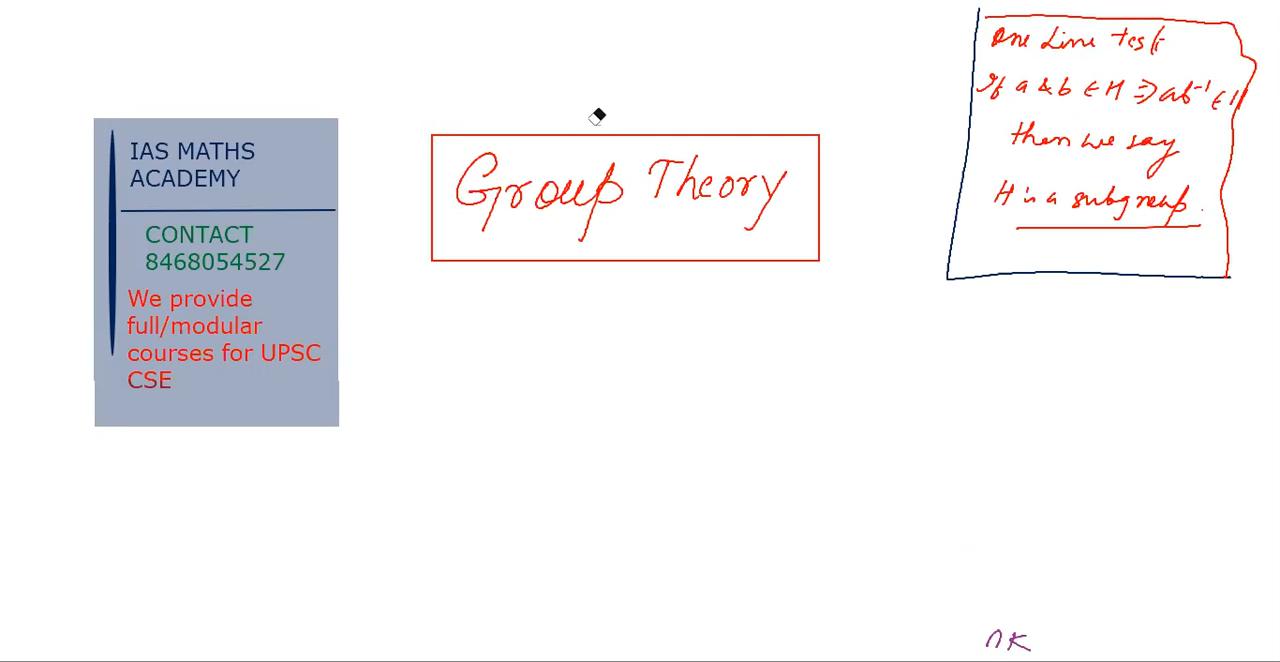 IAS MATHS
ACADEMY
CONTACT
8468054527
We provide
full/modular
courses for UPSC
CSE
Group Theory
One Line test
If a & b ∈ H ⇒ ab⁻¹ ∈ H
then we say
H is a subgroup.